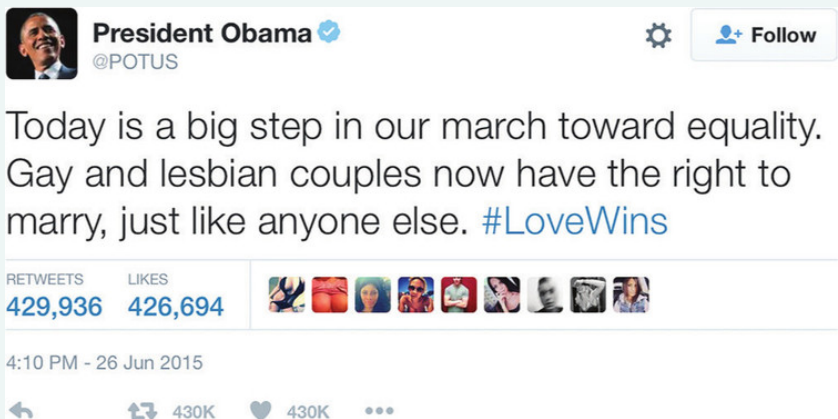 President Obama
@POTUS
Follow
Today is a big step in our march toward equality.
Gay and lesbian couples now have the right to
marry, just like anyone else. #LoveWins
RETWEETS LIKES
429,936 426,694
4:10 PM - 26 Jun 2015
430K 430K